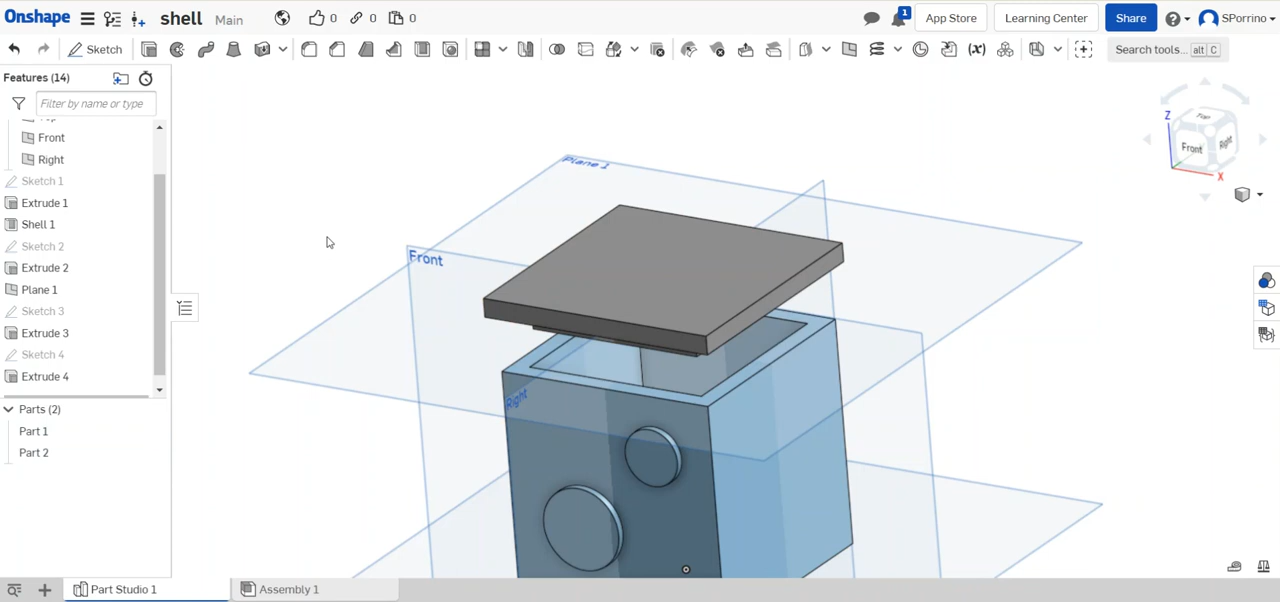 Onshape shell Main 0 0 0 1 App Store Learning Center Share SPorrino
Sketch (x) Search tools... alt C
Features (14)
Filter by name or type
Front
Right
Sketch 1
Extrude 1
Shell 1
Sketch 2
Extrude 2
Plane 1
Sketch 3
Extrude 3
Sketch 4
Extrude 4
Parts (2)
Part 1
Part 2
Plane 1
Front
Right
Z
Front
Right
X
Part Studio 1 Assembly 1